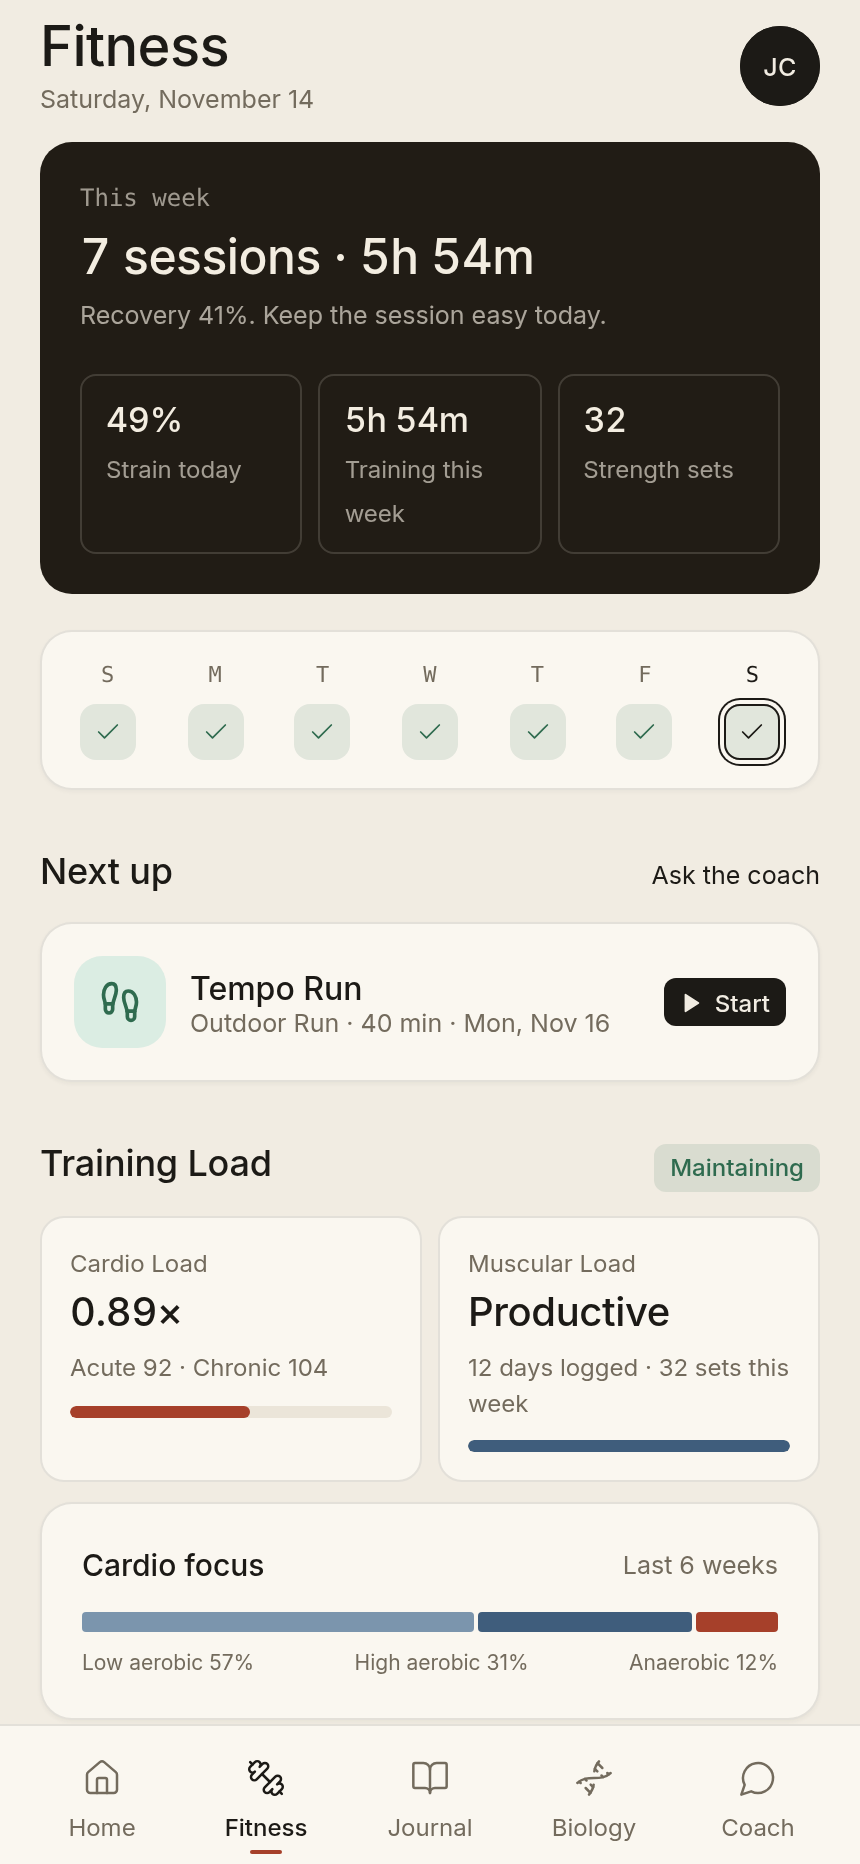 Fitness
JC
Saturday, November 14
This week
7 sessions · 5h 54m
Recovery 41%. Keep the session easy today.
49%
Strain today
5h 54m
Training this
week
32
Strength sets
S M T W T F S
Next up
Ask the coach
Tempo Run
Outdoor Run · 40 min · Mon, Nov 16
Start
Training Load
Maintaining
Cardio Load
0.89×
Acute 92 · Chronic 104
Muscular Load
Productive
12 days logged · 32 sets this
week
Cardio focus
Last 6 weeks
Low aerobic 57%
High aerobic 31%
Anaerobic 12%
Home
Fitness
Journal
Biology
Coach